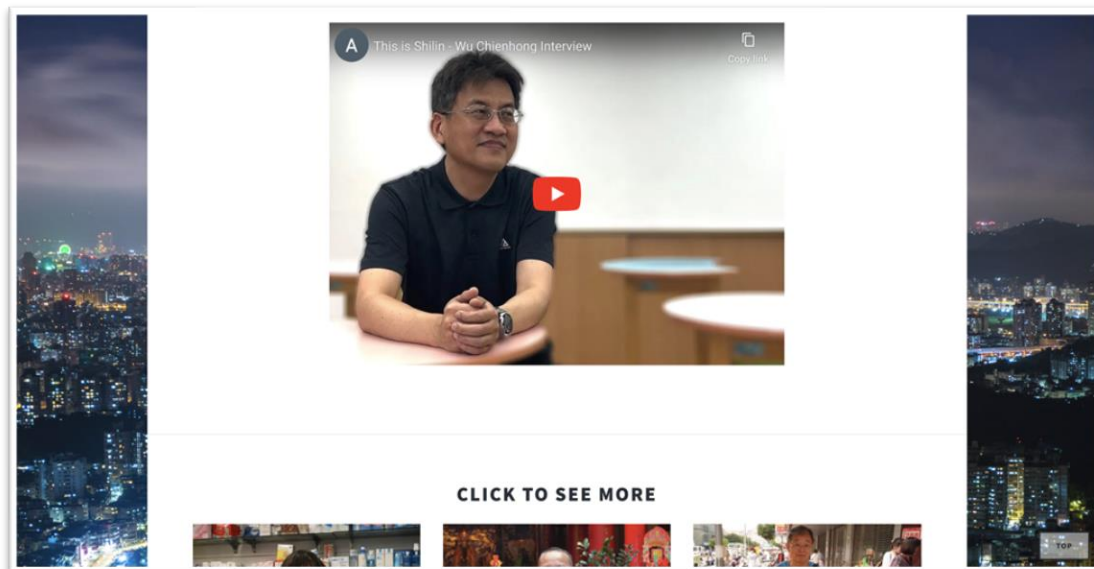 A
This is Shilin - Wu Chienhong Interview
Copy link
CLICK TO SEE MORE
TOP